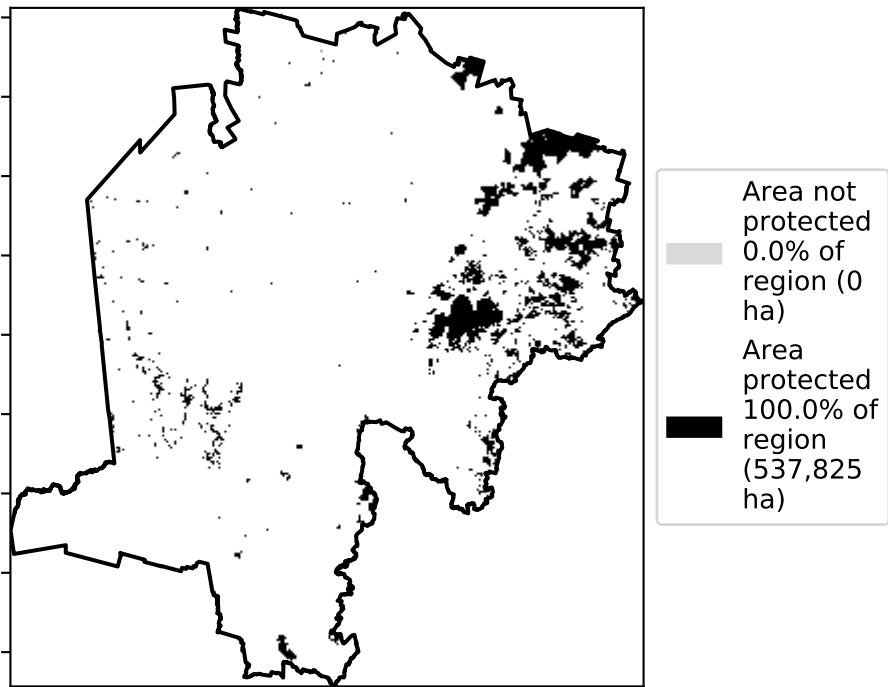 Area not
protected
0.0% of
region (0
ha)
Area
protected
100.0% of
region
(537,825
ha)